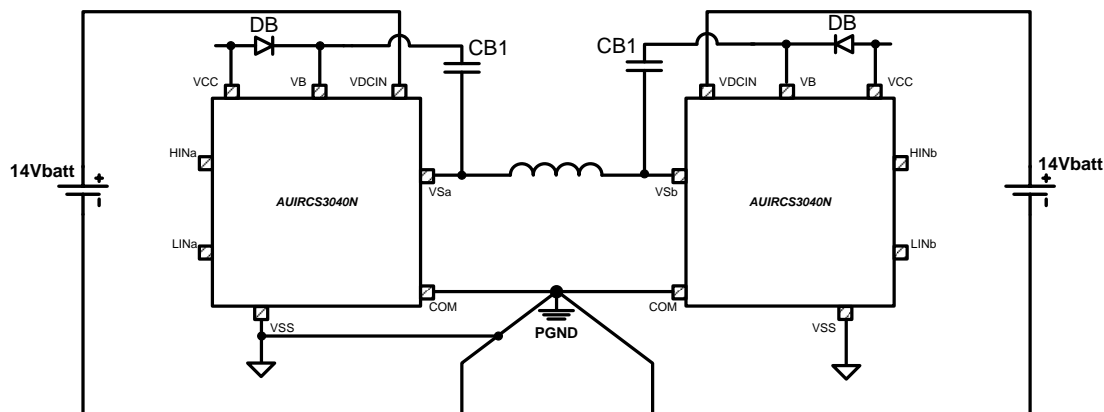 DB
CB1
CB1
DB
VCC
VB
VDCIN
VDCIN
VB
VCC
HINa
HINb
14Vbatt
+
-
14Vbatt
+
-
VSa
VSb
AUIRCS3040N
AUIRCS3040N
LINa
LINb
COM
COM
VSS
PGND
VSS